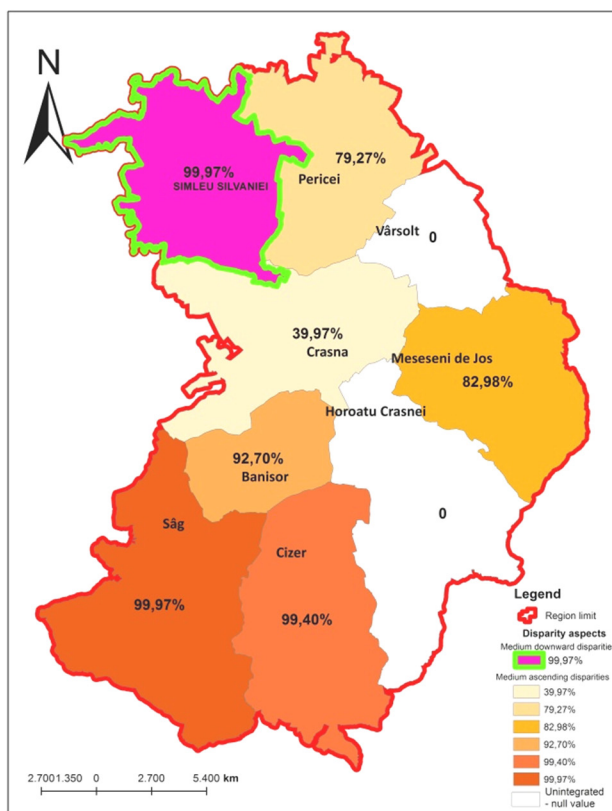 N
99,97%
SIMLEU SILVANIEI
79,27%
Pericei
Vârsolt
0
39,97%
Crasna
Meseseni de Jos
82,98%
Horoatu Crasnei
92,70%
Banisor
Sâg
0
Cizer
99,97%
99,40%
Legend
Region limit
Disparity aspects
Medium downward disparitie
99,97%
Medium ascending disparities
39,97%
79,27%
82,98%
92,70%
99,40%
99,97%
Unintegrated
- null value
2.7001.350 0 2.700 5.400 km